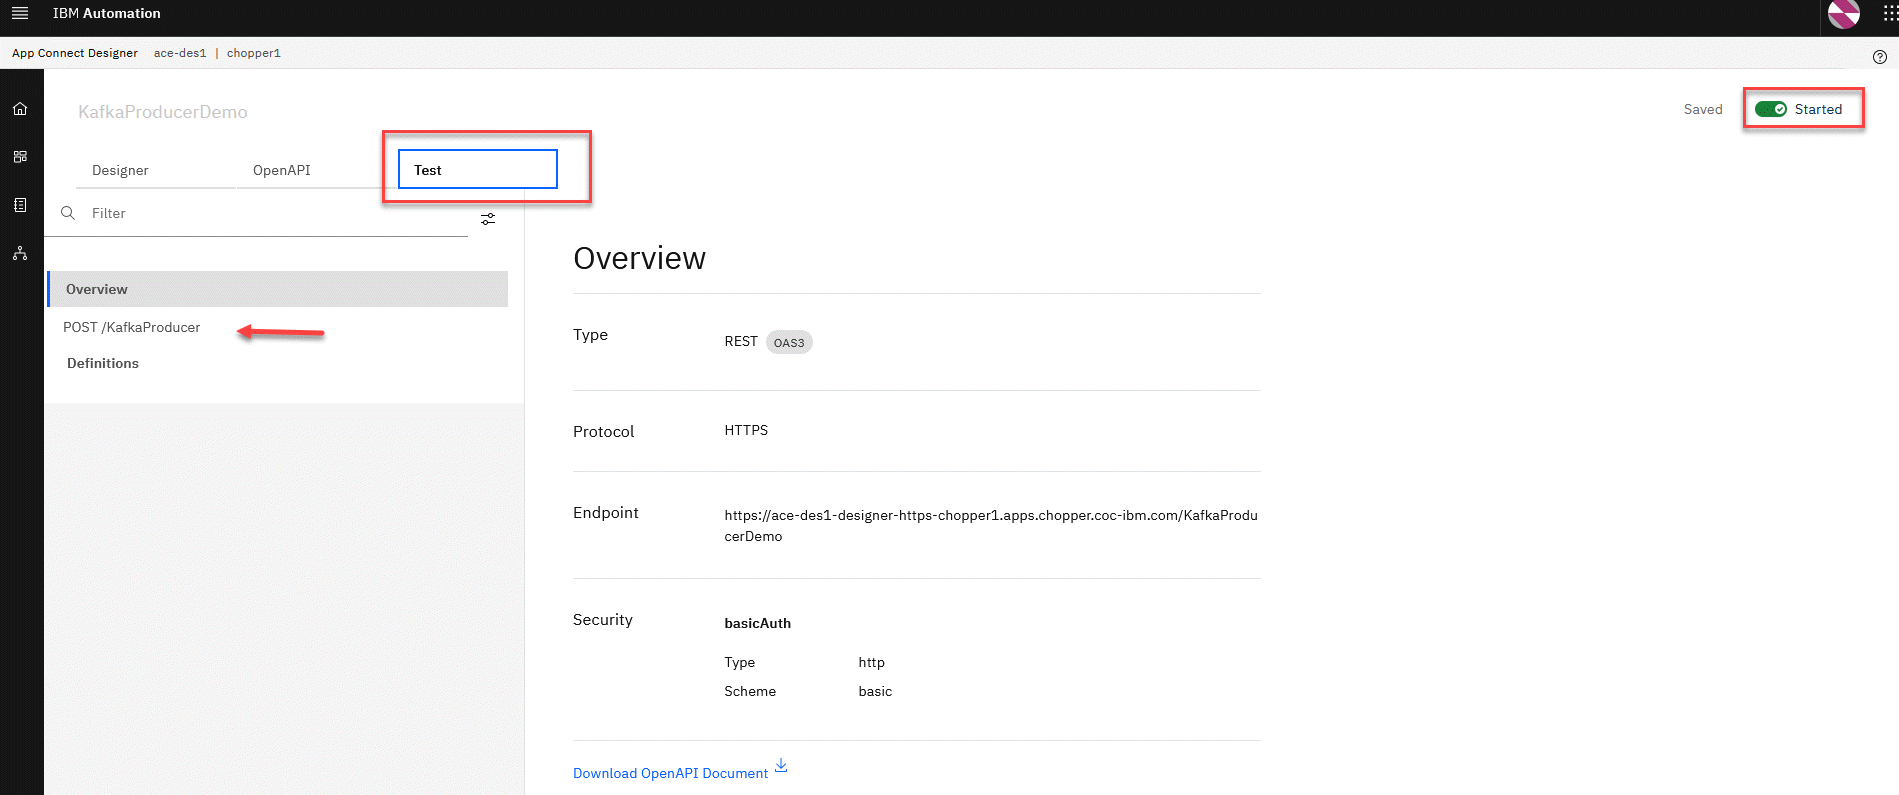 IBM Automation
App Connect Designer ace-des1 | chopper1
KafkaProducerDemo
Saved
Started
Designer
OpenAPI
Test
Filter
Overview
POST /KafkaProducer
Definitions
Overview
Type
REST OAS3
Protocol
HTTPS
Endpoint
https://ace-des1-designer-https-chopper1.apps.chopper.coc-ibm.com/KafkaProdu
cerDemo
Security
basicAuth
Type http
Scheme basic
Download OpenAPI Document